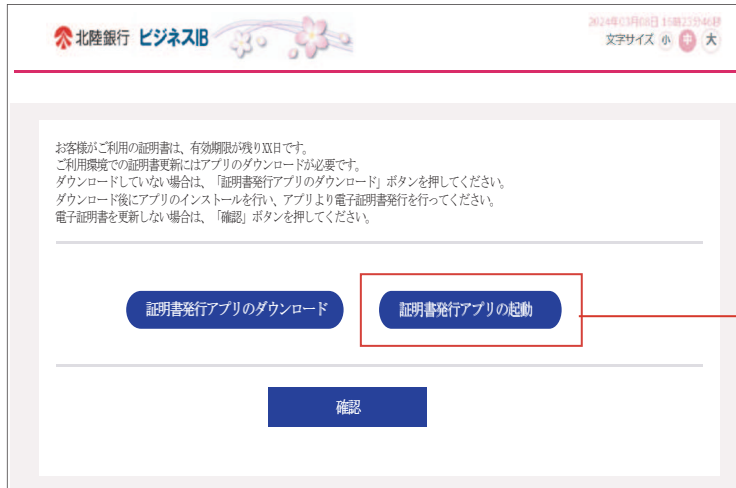 北陸銀行 ビジネスIB
2024年03月08日 16時23分46秒
文字サイズ 小 中 大
お客様がご利用の証明書は、有効期限が残りXX日です。
ご利用環境での証明書更新にはアプリのダウンロードが必要です。
ダウンロードしていない場合は、「証明書発行アプリのダウンロード」ボタンを押してください。
ダウンロード後にアプリのインストールを行い、アプリより電子証明書発行を行ってください。
電子証明書を更新しない場合は、「確認」ボタンを押してください。
証明書発行アプリのダウンロード
証明書発行アプリの起動
確認